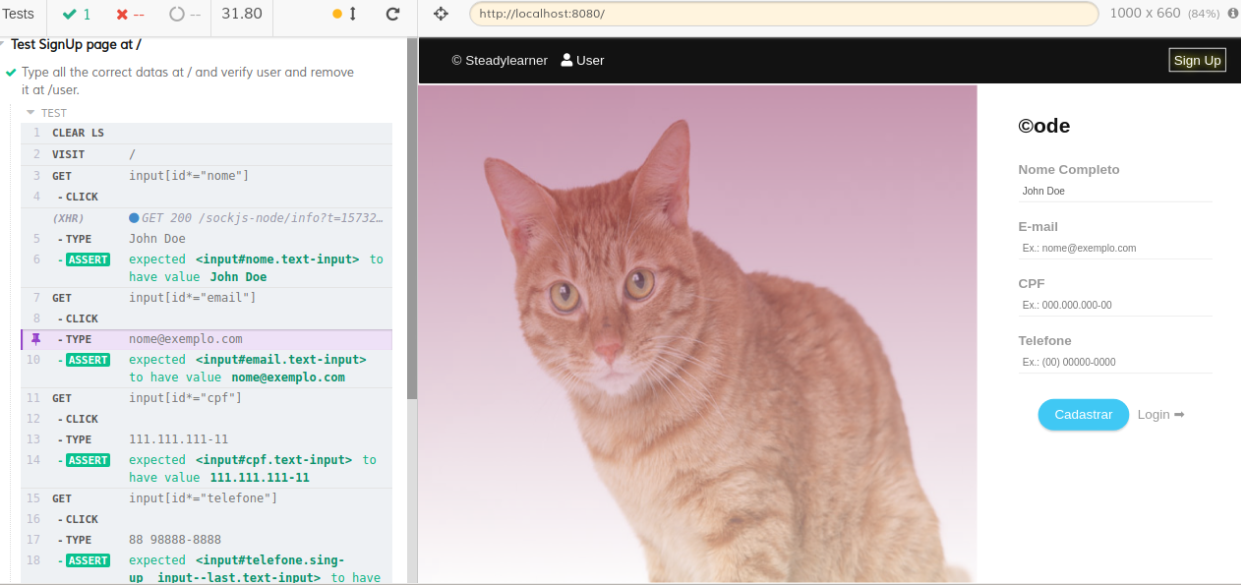 Tests
1
--
--
31.80
http://localhost:8080/
1000 x 660 (84%)
Test SignUp page at /
Type all the correct datas at / and verify user and remove
it at /user.
TEST
1 CLEAR LS
2 VISIT /
3 GET input[id*="nome"]
4 - CLICK
(XHR) GET 200 /sockjs-node/info?t=15732…
5 - TYPE John Doe
6 - ASSERT expected <input#nome.text-input> to
have value John Doe
7 GET input[id*="email"]
8 - CLICK
- TYPE nome@exemplo.com
10 - ASSERT expected <input#email.text-input>
to have value nome@exemplo.com
11 GET input[id*="cpf"]
12 - CLICK
13 - TYPE 111.111.111-11
14 - ASSERT expected <input#cpf.text-input> to
have value 111.111.111-11
15 GET input[id*="telefone"]
16 - CLICK
17 - TYPE 88 98888-8888
18 - ASSERT expected <input#telefone.sing-
up__input--last.text-input> to have
© Steadylearner
User
Sign Up
©ode
Nome Completo
John Doe
E-mail
Ex.: nome@exemplo.com
CPF
Ex.: 000.000.000-00
Telefone
Ex.: (00) 00000-0000
Cadastrar
Login ➡